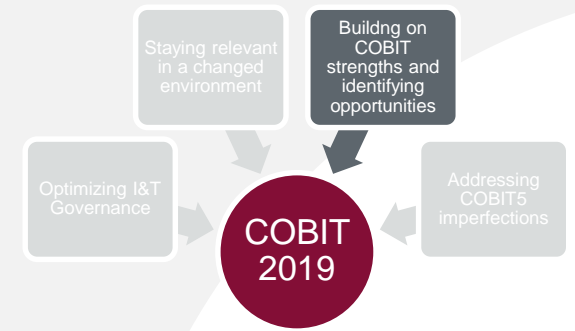 Staying relevant
in a changed
environment
Buildng on
COBIT
strengths and
identifying
opportunities
Optimizing I&T
Governance
Addressing
COBIT5
imperfections
COBIT
2019